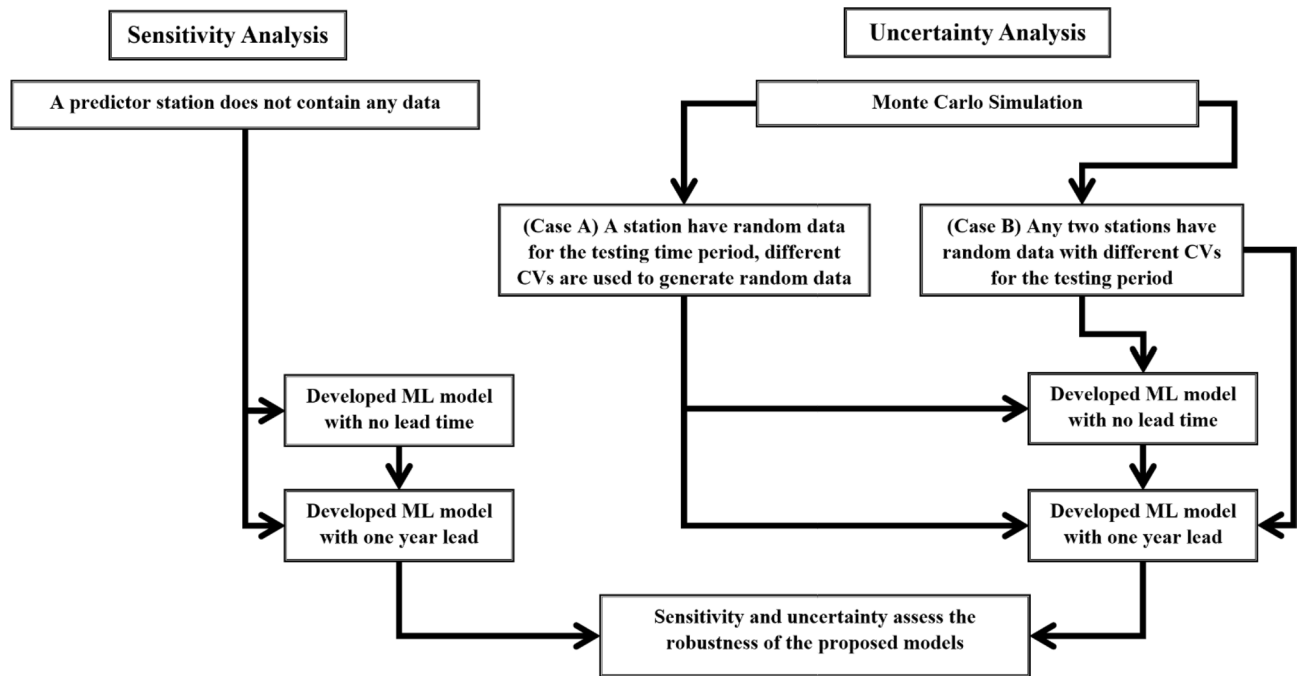 Sensitivity Analysis
A predictor station does not contain any data
Developed ML model
with no lead time
Developed ML model
with one year lead
Uncertainty Analysis
Monte Carlo Simulation
(Case A) A station have random data
for the testing time period, different
CVs are used to generate random data
(Case B) Any two stations have
random data with different CVs
for the testing period
Developed ML model
with no lead time
Developed ML model
with one year lead
Sensitivity and uncertainty assess the
robustness of the proposed models